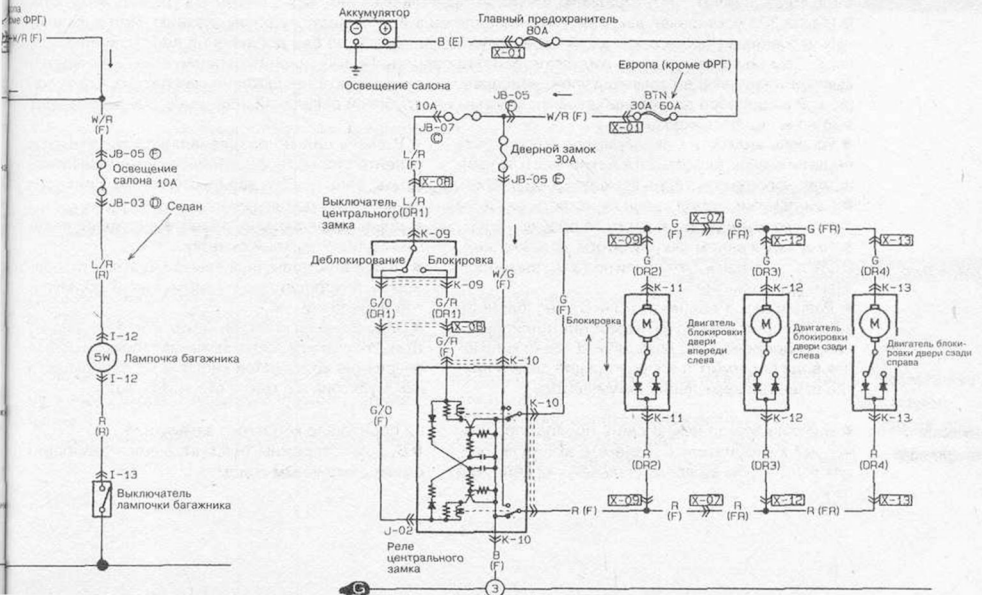 кроме ФРГ)
W/R (F)
W/R
(F)
JB-05 F
Освещение
салона 10A
JB-03 D
Седан
L/R
(R)
I-12
5W
Лампочка багажника
I-12
R
(R)
I-13
Выключатель
лампочки багажника
Аккумулятор
B (E)
X-01
Главный предохранитель
80A
Европа (кроме ФРГ)
BTN
30A 60A
X-01
W/R (F)
JB-05
F
Освещение салона
10A
JB-07
C
L/R
(F)
X-08
L/R
(DR1)
Выключатель
центрального
замка
K-09
Деблокирование
Блокировка
K-09
G/O
(DR1)
G/R
(DR1)
X-08
G/R
(F)
K-10
G/O
(F)
J-02
Реле
центрального
замка
K-10
K-10
B
(F)
3
G
Дверной замок
30A
JB-05 F
W/G
(F)
G
(F)
Блокировка
R (F)
X-09
G
(F)
X-07
G
(FR)
X-12
G (FR)
X-13
G
(DR2)
G
(DR3)
G
(DR4)
K-11
K-12
K-13
M
M
M
Двигатель
блокировки
двери
впереди
слева
Двигатель
блокировки
двери сзади
слева
Двигатель блоки-
ровки двери сзади
справа
K-11
K-12
K-13
R
(DR2)
R
(DR3)
R
(DR4)
X-09
R
(F)
X-07
R
(FR)
X-12
R (FR)
X-13